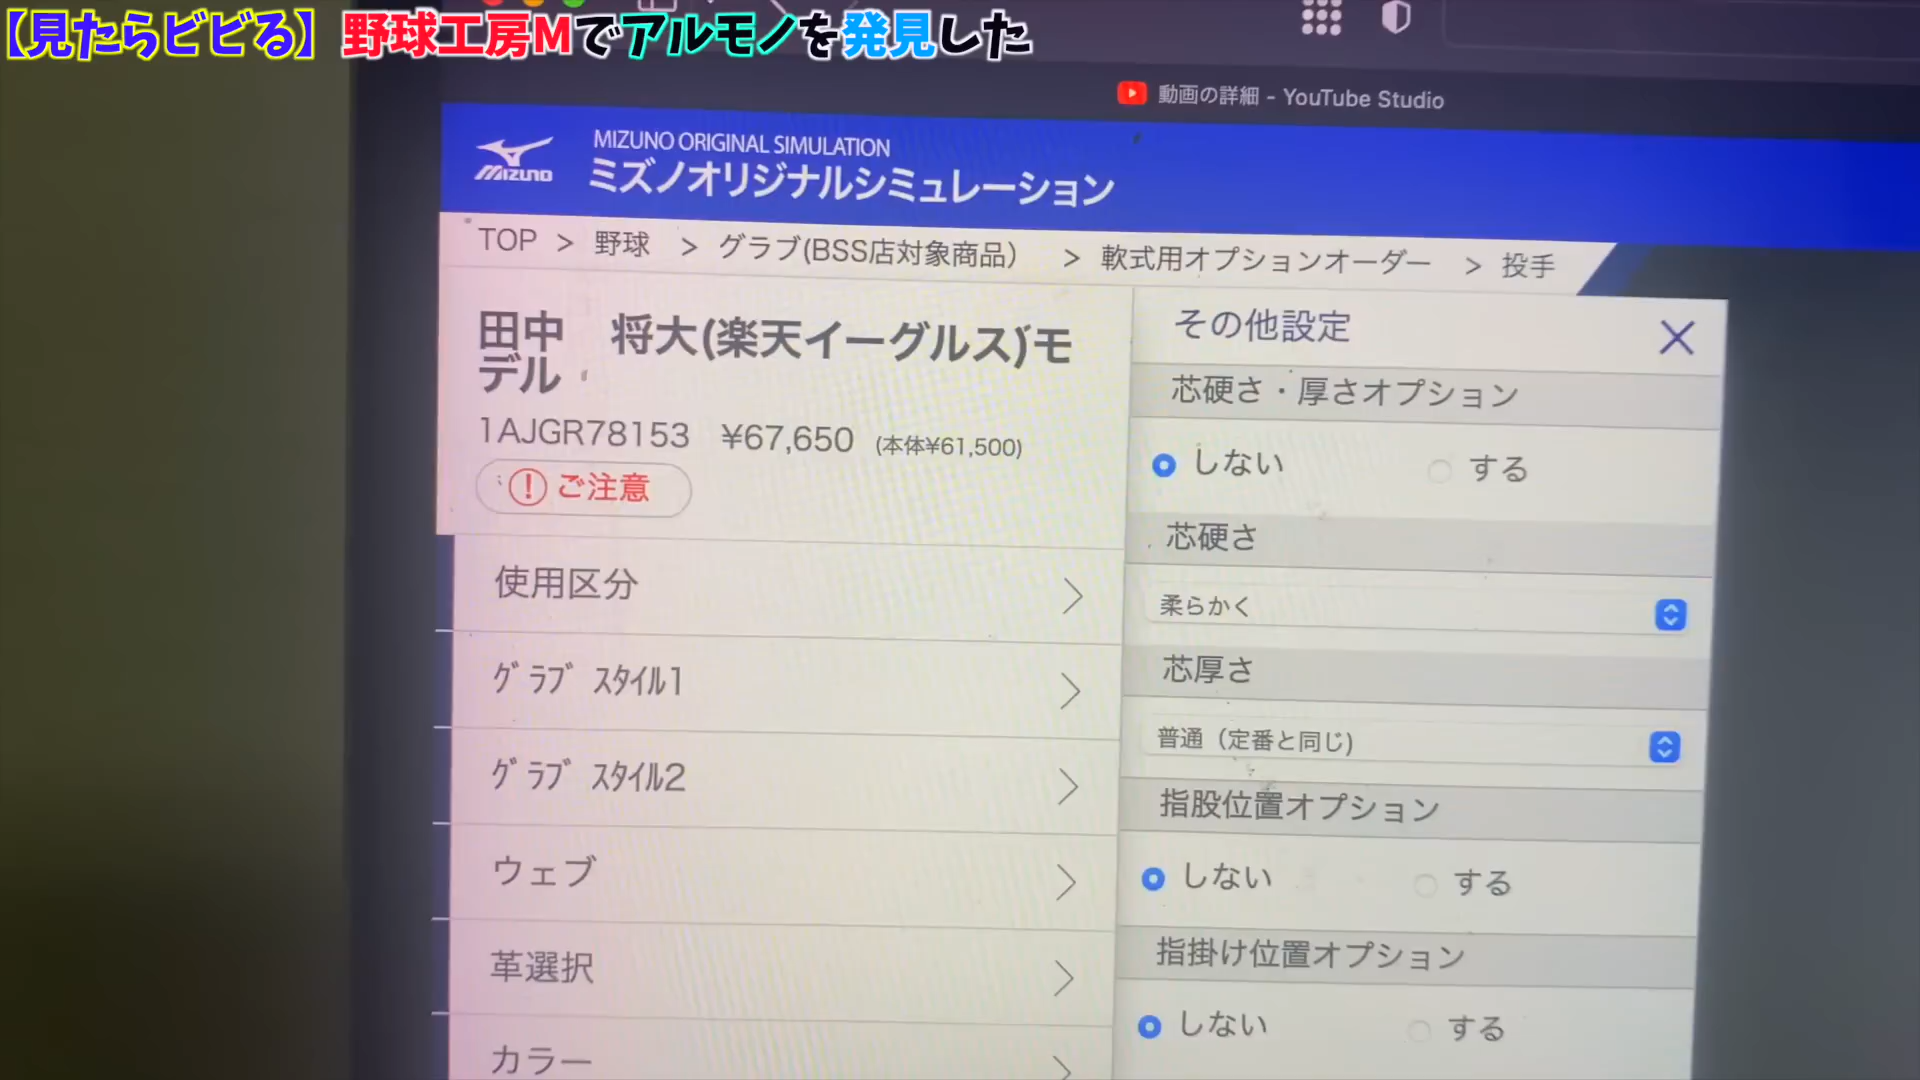 【見たらビビる】野球工房Mでアルモノを発見した
動画の詳細 - YouTube Studio
MIZUNO
MIZUNO ORIGINAL SIMULATION
ミズノオリジナルシミュレーション
TOP > 野球 > グラブ(BSS店対象商品) > 軟式用オプションオーダー > 投手
田中 将大(楽天イーグルス)モ
デル
1AJGR78153 ¥67,650 (本体¥61,500)
! ご注意
使用区分
ｸﾞﾗﾌﾞ ｽﾀｲﾙ1
ｸﾞﾗﾌﾞ ｽﾀｲﾙ2
ウェブ
革選択
カラー
その他設定
芯硬さ・厚さオプション
しない する
芯硬さ
柔らかく
芯厚さ
普通（定番と同じ）
指股位置オプション
しない する
指掛け位置オプション
しない する